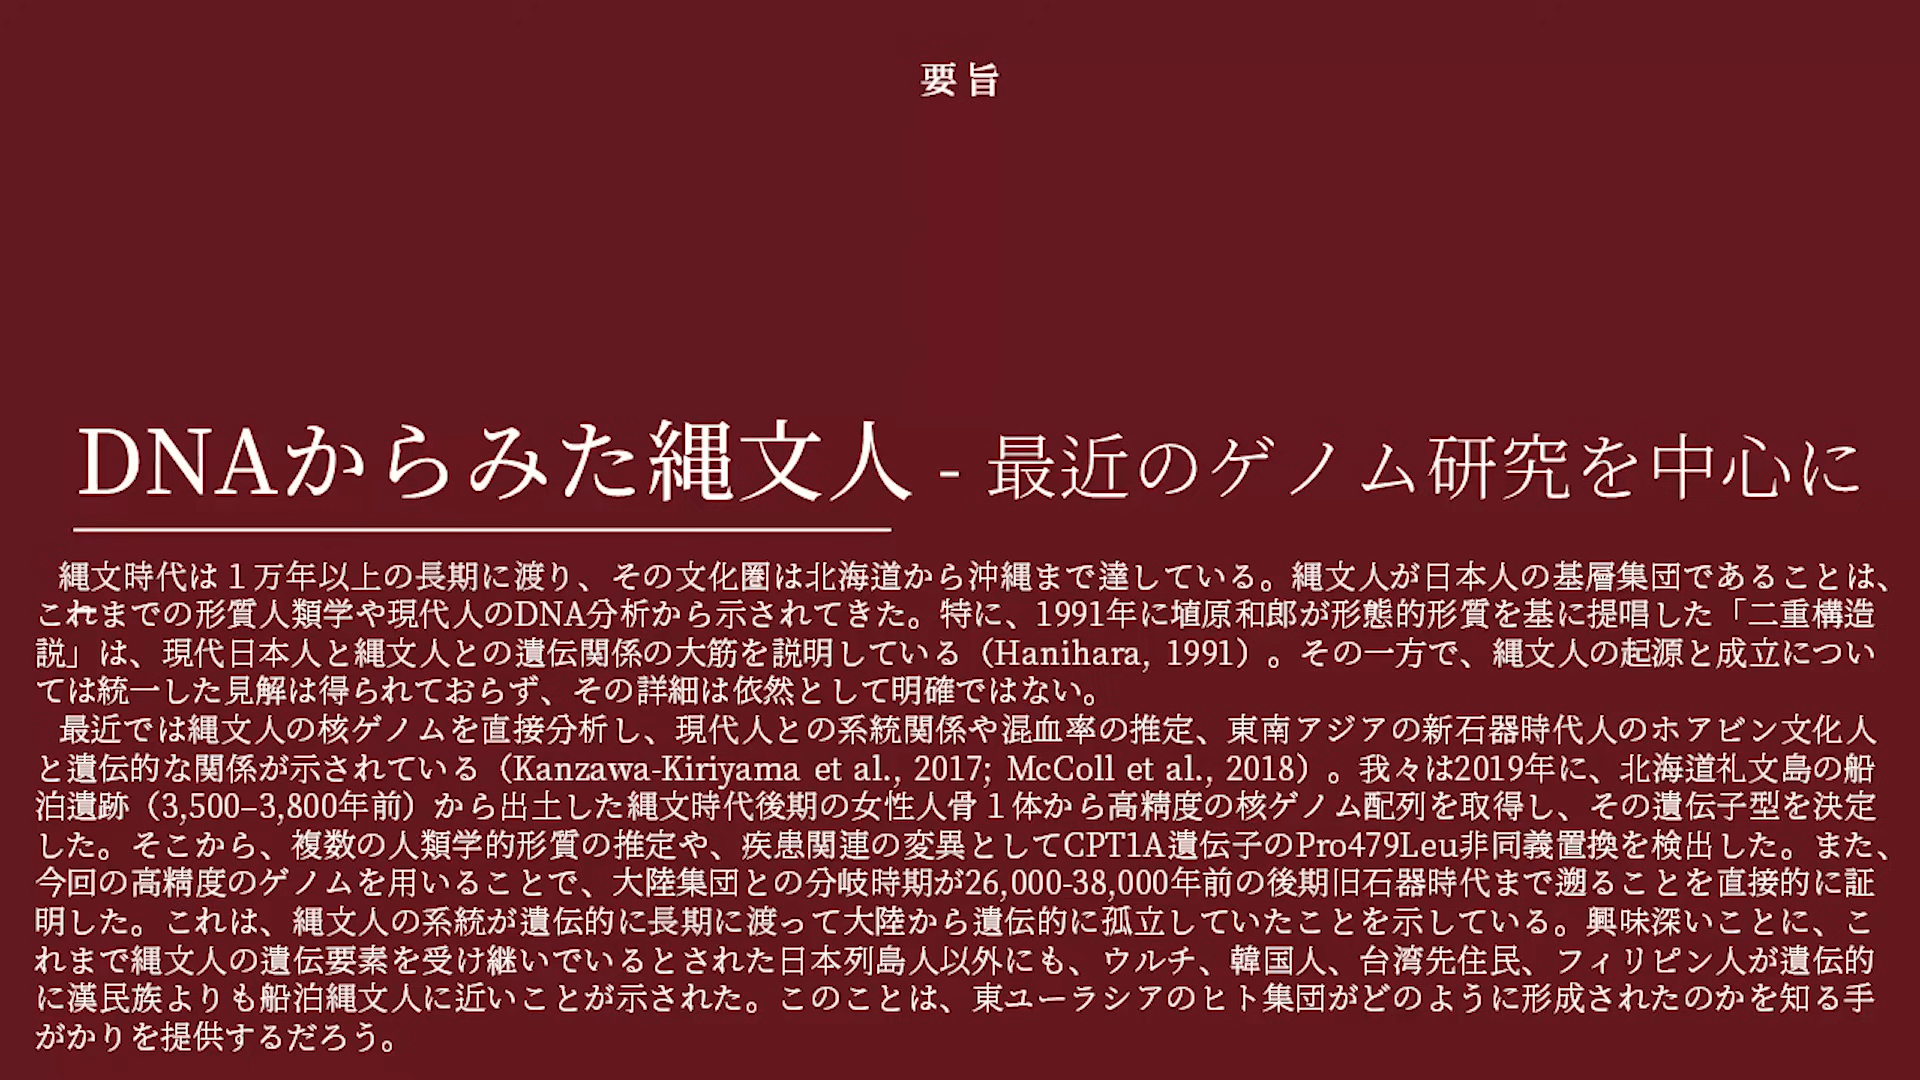 要旨
DNAからみた縄文人 - 最近のゲノム研究を中心に
縄文時代は１万年以上の長期に渡り、その文化圏は北海道から沖縄まで達している。縄文人が日本人の基層集団であることは、
これまでの形質人類学や現代人のDNA分析から示されてきた。特に、1991年に埴原和郎が形態的形質を基に提唱した「二重構造
説」は、現代日本人と縄文人との遺伝関係の大筋を説明している（Hanihara, 1991）。その一方で、縄文人の起源と成立につい
ては統一した見解は得られておらず、その詳細は依然として明確ではない。
最近では縄文人の核ゲノムを直接分析し、現代人との系統関係や混血率の推定、東南アジアの新石器時代人のホアビン文化人
と遺伝的な関係が示されている（Kanzawa-Kiriyama et al., 2017; McColl et al., 2018）。我々は2019年に、北海道礼文島の船
泊遺跡（3,500–3,800年前）から出土した縄文時代後期の女性人骨１体から高精度の核ゲノム配列を取得し、その遺伝子型を決定
した。そこから、複数の人類学的形質の推定や、疾患関連の変異としてCPT1A遺伝子のPro479Leu非同義置換を検出した。また、
今回の高精度のゲノムを用いることで、大陸集団との分岐時期が26,000-38,000年前の後期旧石器時代まで遡ることを直接的に証
明した。これは、縄文人の系統が遺伝的に長期に渡って大陸から遺伝的に孤立していたことを示している。興味深いことに、こ
れまで縄文人の遺伝要素を受け継いでいるとされた日本列島人以外にも、ウルチ、韓国人、台湾先住民、フィリピン人が遺伝的
に漢民族よりも船泊縄文人に近いことが示された。このことは、東ユーラシアのヒト集団がどのように形成されたのかを知る手
がかりを提供するだろう。